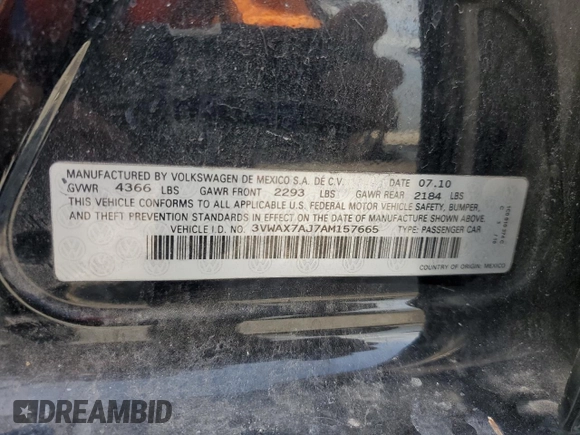 MANUFACTURED BY VOLKSWAGEN DE MEXICO S.A. DE C.V. DATE 07.10
GVWR 4366 LBS GAWR FRONT 2293 LBS GAWR REAR 2184 LBS
THIS VEHICLE CONFORMS TO ALL APPLICABLE U.S. FEDERAL MOTOR VEHICLE SAFETY, BUMPER,
AND THEFT PREVENTION STANDARDS IN EFFECT ON THE DATE OF MANUFACTURE SHOWN ABOVE.
VEHICLE I.D. NO. 3VWAX7AJ7AM157665 TYPE: PASSENGER CAR
COUNTRY OF ORIGIN: MEXICO
DREAMBID